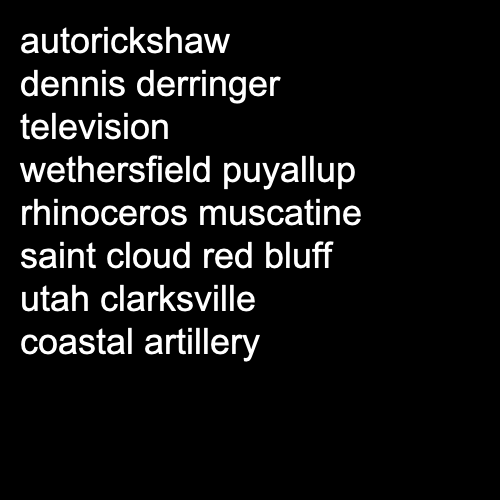 autorickshaw
dennis derringer
television
wethersfield puyallup
rhinoceros muscatine
saint cloud red bluff
utah clarksville
coastal artillery